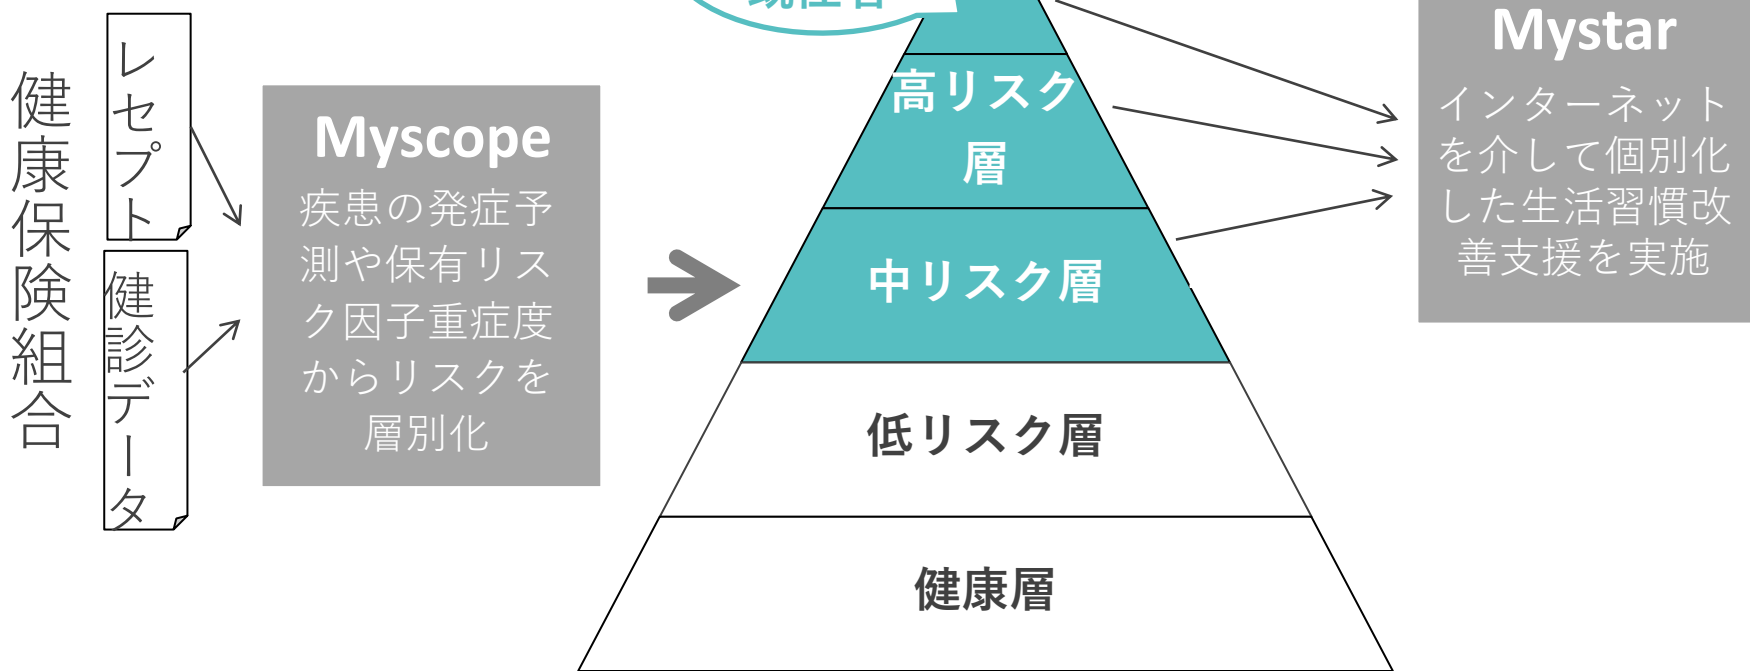 健康保険組合
レセプト
健診データ
Myscope
疾患の発症予
測や保有リス
ク因子重症度
からリスクを
層別化
高リスク
層
中リスク層
低リスク層
健康層
Mystar
インターネット
を介して個別化
した生活習慣改
善支援を実施